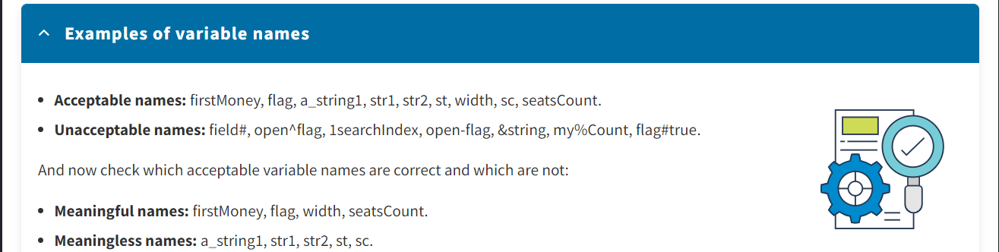 Examples of variable names
Acceptable names: firstMoney, flag, a_string1, str1, str2, st, width, sc, seatsCount.
Unacceptable names: field#, open^flag, 1searchIndex, open-flag, &string, my%Count, flag#true.
And now check which acceptable variable names are correct and which are not:
Meaningful names: firstMoney, flag, width, seatsCount.
Meaningless names: a_string1, str1, str2, st, sc.